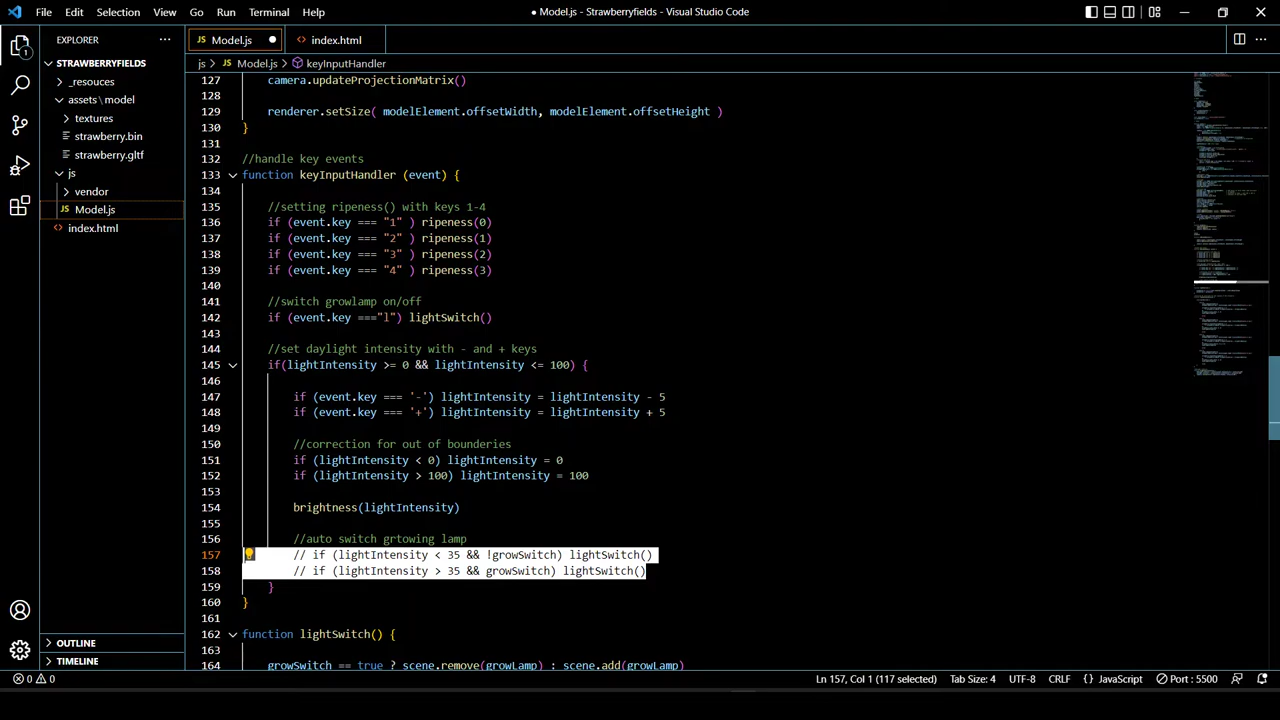 File Edit Selection View Go Run Terminal Help
● Model.js - Strawberryfields - Visual Studio Code
EXPLORER
STRAWBERRYFIELDS
_resouces
assets\model
textures
strawberry.bin
strawberry.gltf
js
vendor
JS Model.js
<> index.html
OUTLINE
TIMELINE
1
JS Model.js ●
<> index.html
js > JS Model.js > keyInputHandler
127 camera.updateProjectionMatrix()
128
129 renderer.setSize( modelElement.offsetWidth, modelElement.offsetHeight )
130 }
131
132 //handle key events
133 function keyInputHandler (event) {
134
135 //setting ripeness() with keys 1-4
136 if (event.key === "1" ) ripeness(0)
137 if (event.key === "2" ) ripeness(1)
138 if (event.key === "3" ) ripeness(2)
139 if (event.key === "4" ) ripeness(3)
140
141 //switch growlamp on/off
142 if (event.key ==="l") lightSwitch()
143
144 //set daylight intensity with - and + keys
145 if(lightIntensity >= 0 && lightIntensity <= 100) {
146
147 if (event.key === '-') lightIntensity = lightIntensity - 5
148 if (event.key === '+') lightIntensity = lightIntensity + 5
149
150 //correction for out of bounderies
151 if (lightIntensity < 0) lightIntensity = 0
152 if (lightIntensity > 100) lightIntensity = 100
153
154 brightness(lightIntensity)
155
156 //auto switch grtowing lamp
157 // if (lightIntensity < 35 && !growSwitch) lightSwitch()
158 // if (lightIntensity > 35 && growSwitch) lightSwitch()
159 }
160 }
161
162 function lightSwitch() {
163
164 growSwitch == true ? scene.remove(growLamp) : scene.add(growLamp)
0 0
Ln 157, Col 1 (117 selected) Tab Size: 4 UTF-8 CRLF {} JavaScript Port : 5500